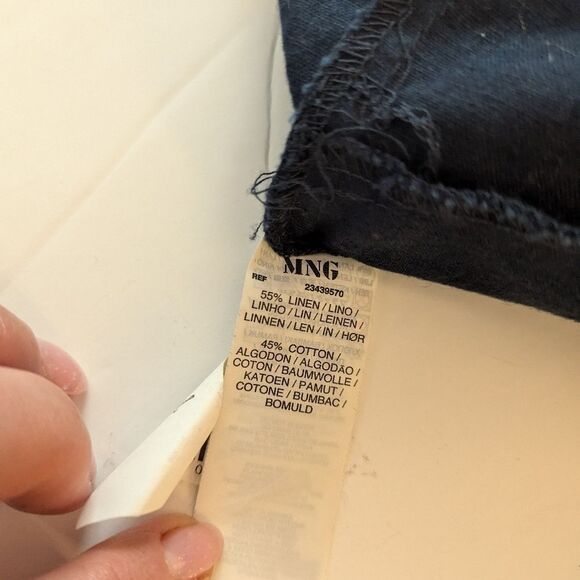 MNG
REF 23439570
55% LINEN / LINO /
LINHO / LIN / LEINEN /
LINNEN / LEN / IN / HØR
45% COTTON /
ALGODON / ALGODAO /
COTON / BAUMWOLLE /
KATOEN / PAMUT /
COTONE / BUMBAC /
BOMULD